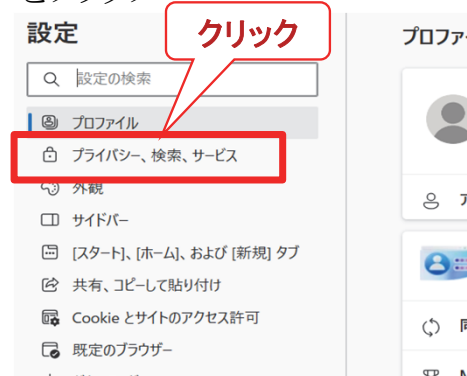 設定
クリック
プロファ
設定の検索
プロファイル
プライバシー、検索、サービス
外観
サイドバー
[スタート]、[ホーム]、および [新規] タブ
共有、コピーして貼り付け
Cookie とサイトのアクセス許可
既定のブラウザー